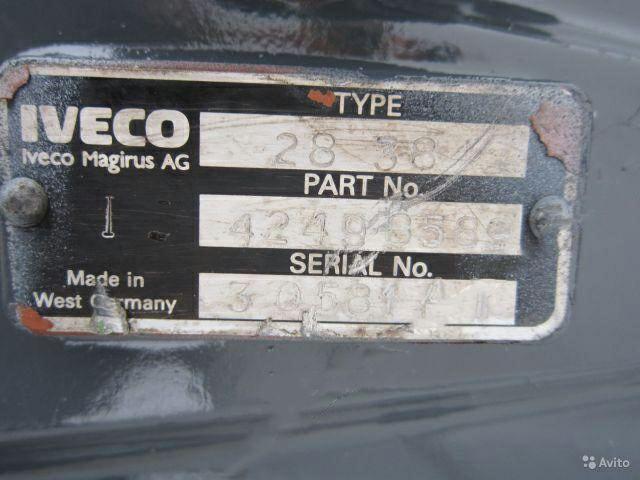 TYPE
IVECO
Iveco Magirus AG
28 38
PART No.
SERIAL No.
Made in
West Germany
Avito